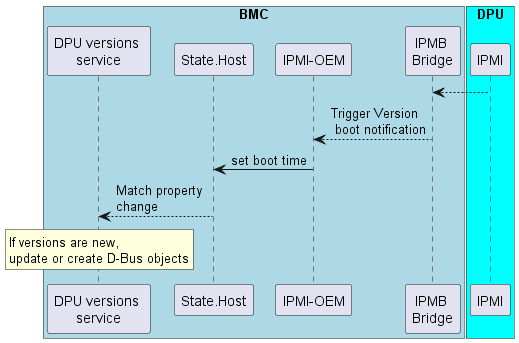 BMC
DPU
DPU versions
service
State.Host
IPMI-OEM
IPMB
Bridge
IPMI
Trigger Version
boot notification
set boot time
Match property
change
If versions are new,
update or create D-Bus objects
DPU versions
service
State.Host
IPMI-OEM
IPMB
Bridge
IPMI